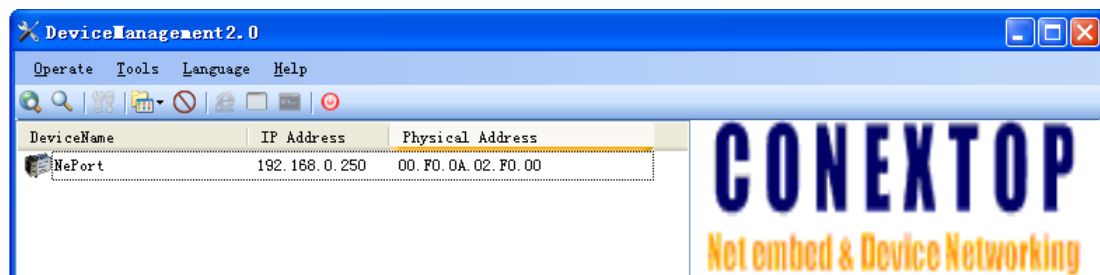 DeviceManagement2.0
Operate Tools Language Help
DeviceName IP Address Physical Address
NePort 192.168.0.250 00.F0.0A.02.F0.00
CONEXTOP
Net embed & Device Networking